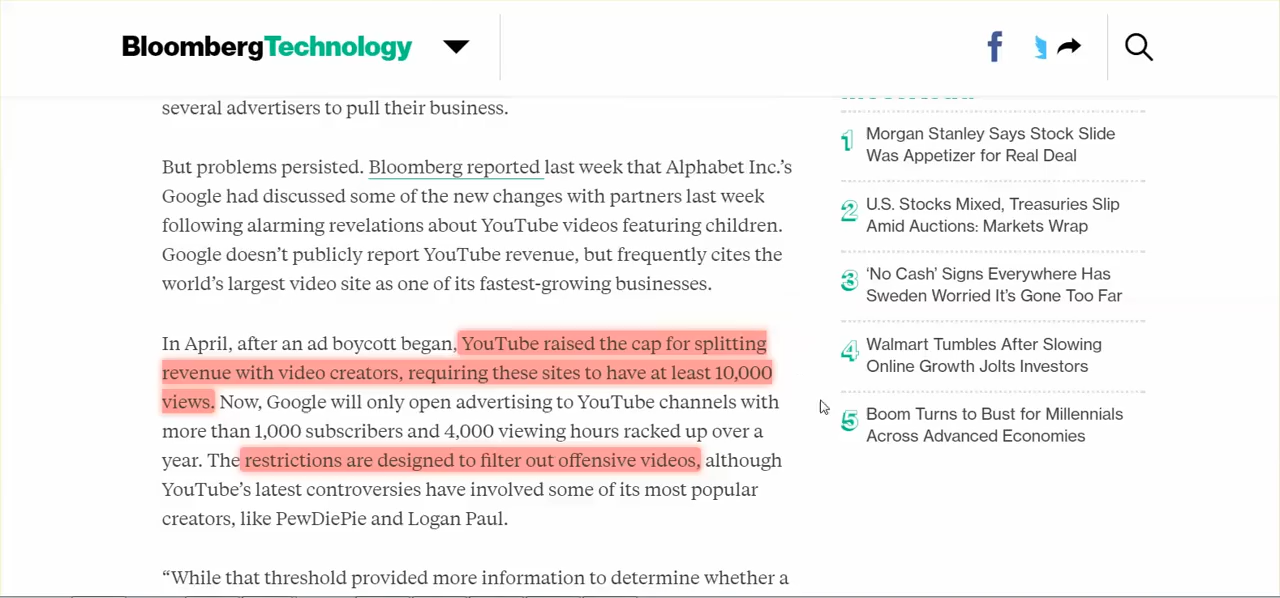 BloombergTechnology
several advertisers to pull their business.
But problems persisted. Bloomberg reported last week that Alphabet Inc.’s
Google had discussed some of the new changes with partners last week
following alarming revelations about YouTube videos featuring children.
Google doesn’t publicly report YouTube revenue, but frequently cites the
world’s largest video site as one of its fastest-growing businesses.
In April, after an ad boycott began, YouTube raised the cap for splitting
revenue with video creators, requiring these sites to have at least 10,000
views. Now, Google will only open advertising to YouTube channels with
more than 1,000 subscribers and 4,000 viewing hours racked up over a
year. The restrictions are designed to filter out offensive videos, although
YouTube’s latest controversies have involved some of its most popular
creators, like PewDiePie and Logan Paul.
“While that threshold provided more information to determine whether a
1 Morgan Stanley Says Stock Slide
Was Appetizer for Real Deal
2 U.S. Stocks Mixed, Treasuries Slip
Amid Auctions: Markets Wrap
3 ‘No Cash’ Signs Everywhere Has
Sweden Worried It’s Gone Too Far
4 Walmart Tumbles After Slowing
Online Growth Jolts Investors
5 Boom Turns to Bust for Millennials
Across Advanced Economies